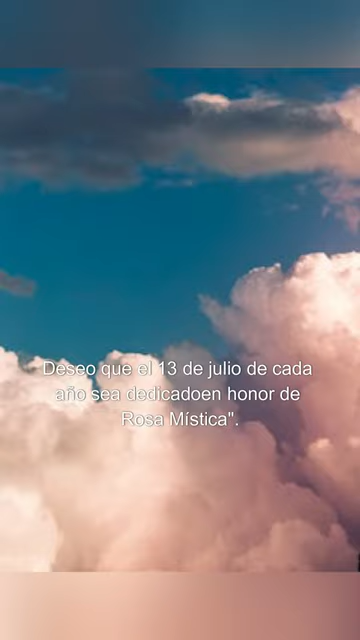 Deseo que el 13 de julio de cada
año sea dedicadoen honor de
Rosa Mística".